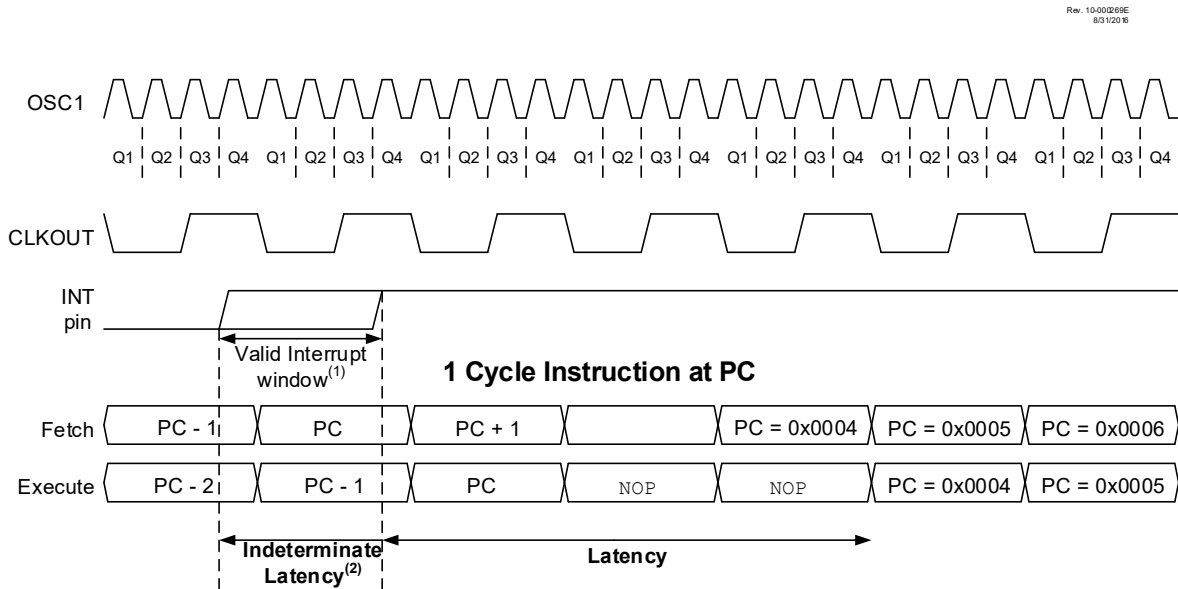 Rev. 10-000269E
8/31/2016
OSC1
Q1 Q2 Q3 Q4 Q1 Q2 Q3 Q4 Q1 Q2 Q3 Q4 Q1 Q2 Q3 Q4 Q1 Q2 Q3 Q4 Q1 Q2 Q3 Q4 Q1 Q2 Q3 Q4
CLKOUT
INT
pin
Valid Interrupt
window(1)
1 Cycle Instruction at PC
Fetch PC - 1 PC PC + 1 PC = 0x0004 PC = 0x0005 PC = 0x0006
Execute PC - 2 PC - 1 PC NOP NOP PC = 0x0004 PC = 0x0005
Indeterminate
Latency(2)
Latency